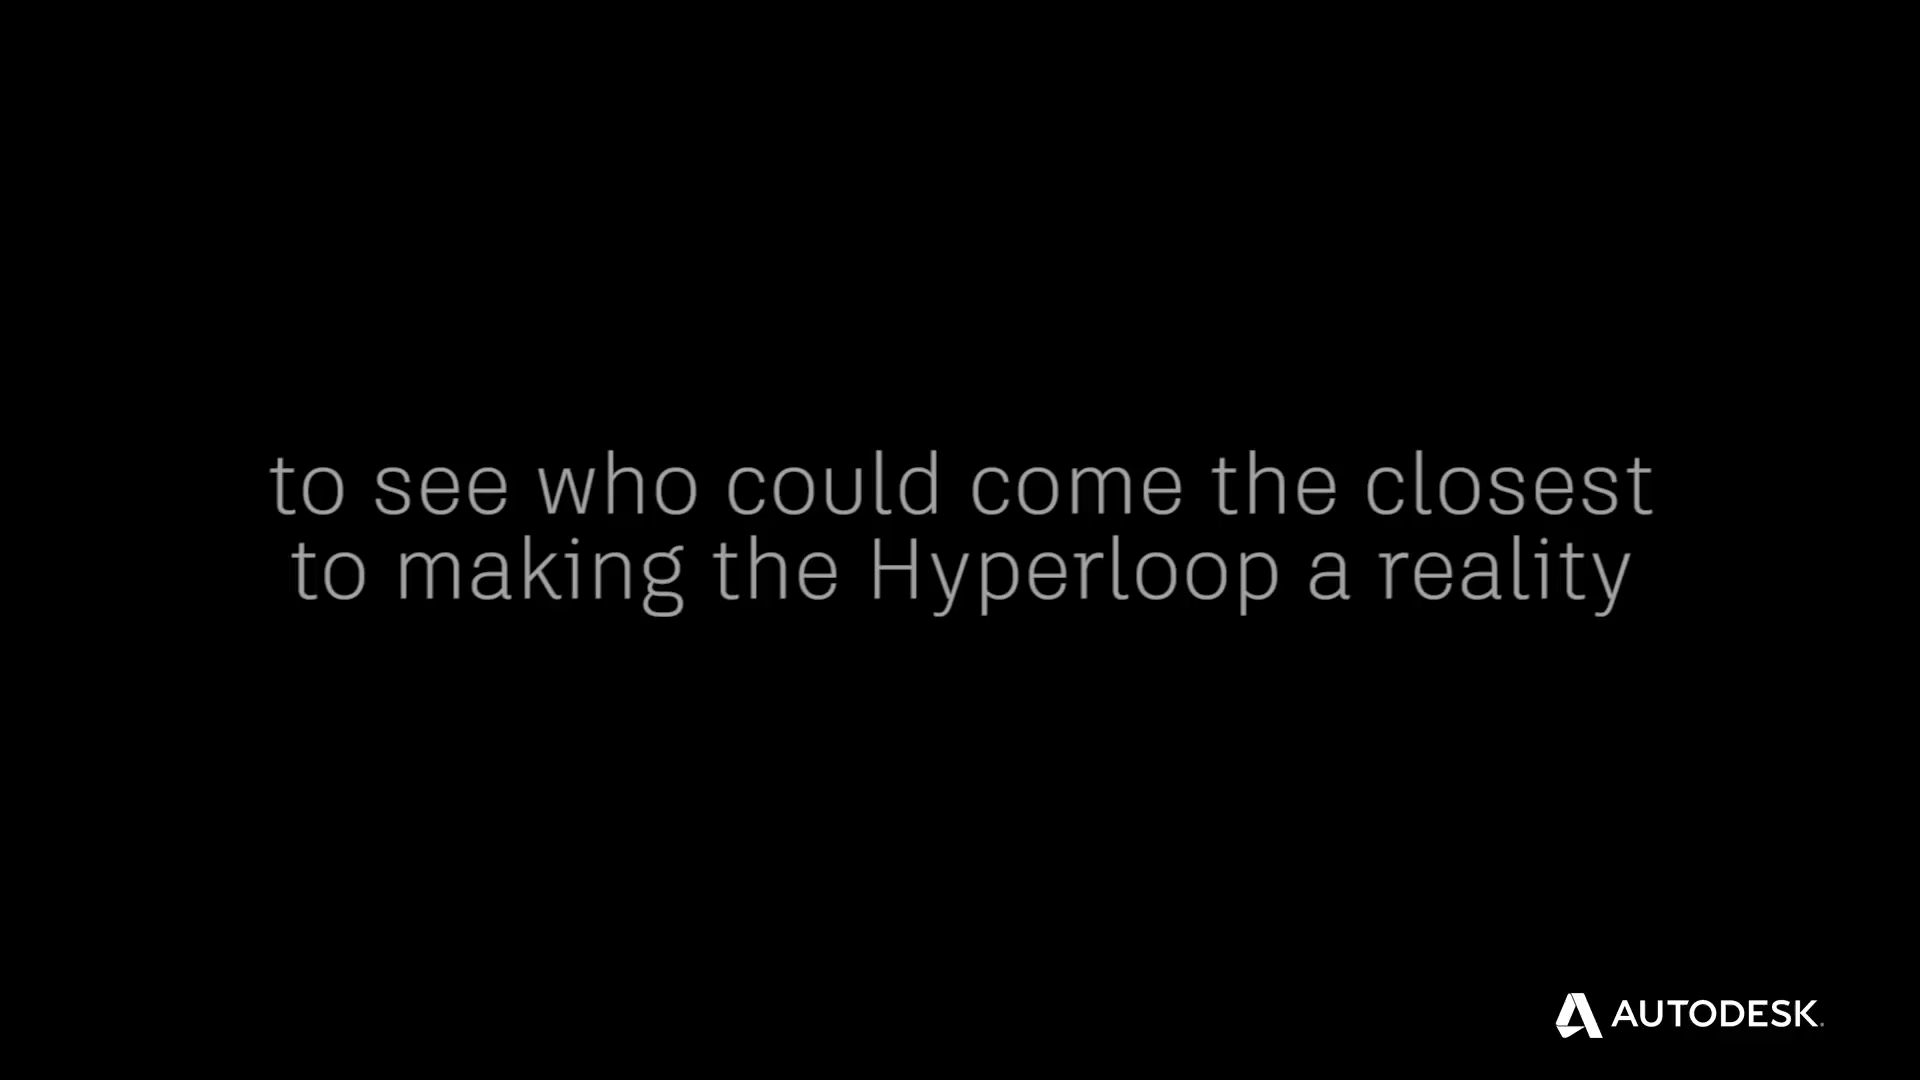 to see who could come the closest
to making the Hyperloop a reality
AUTODESK